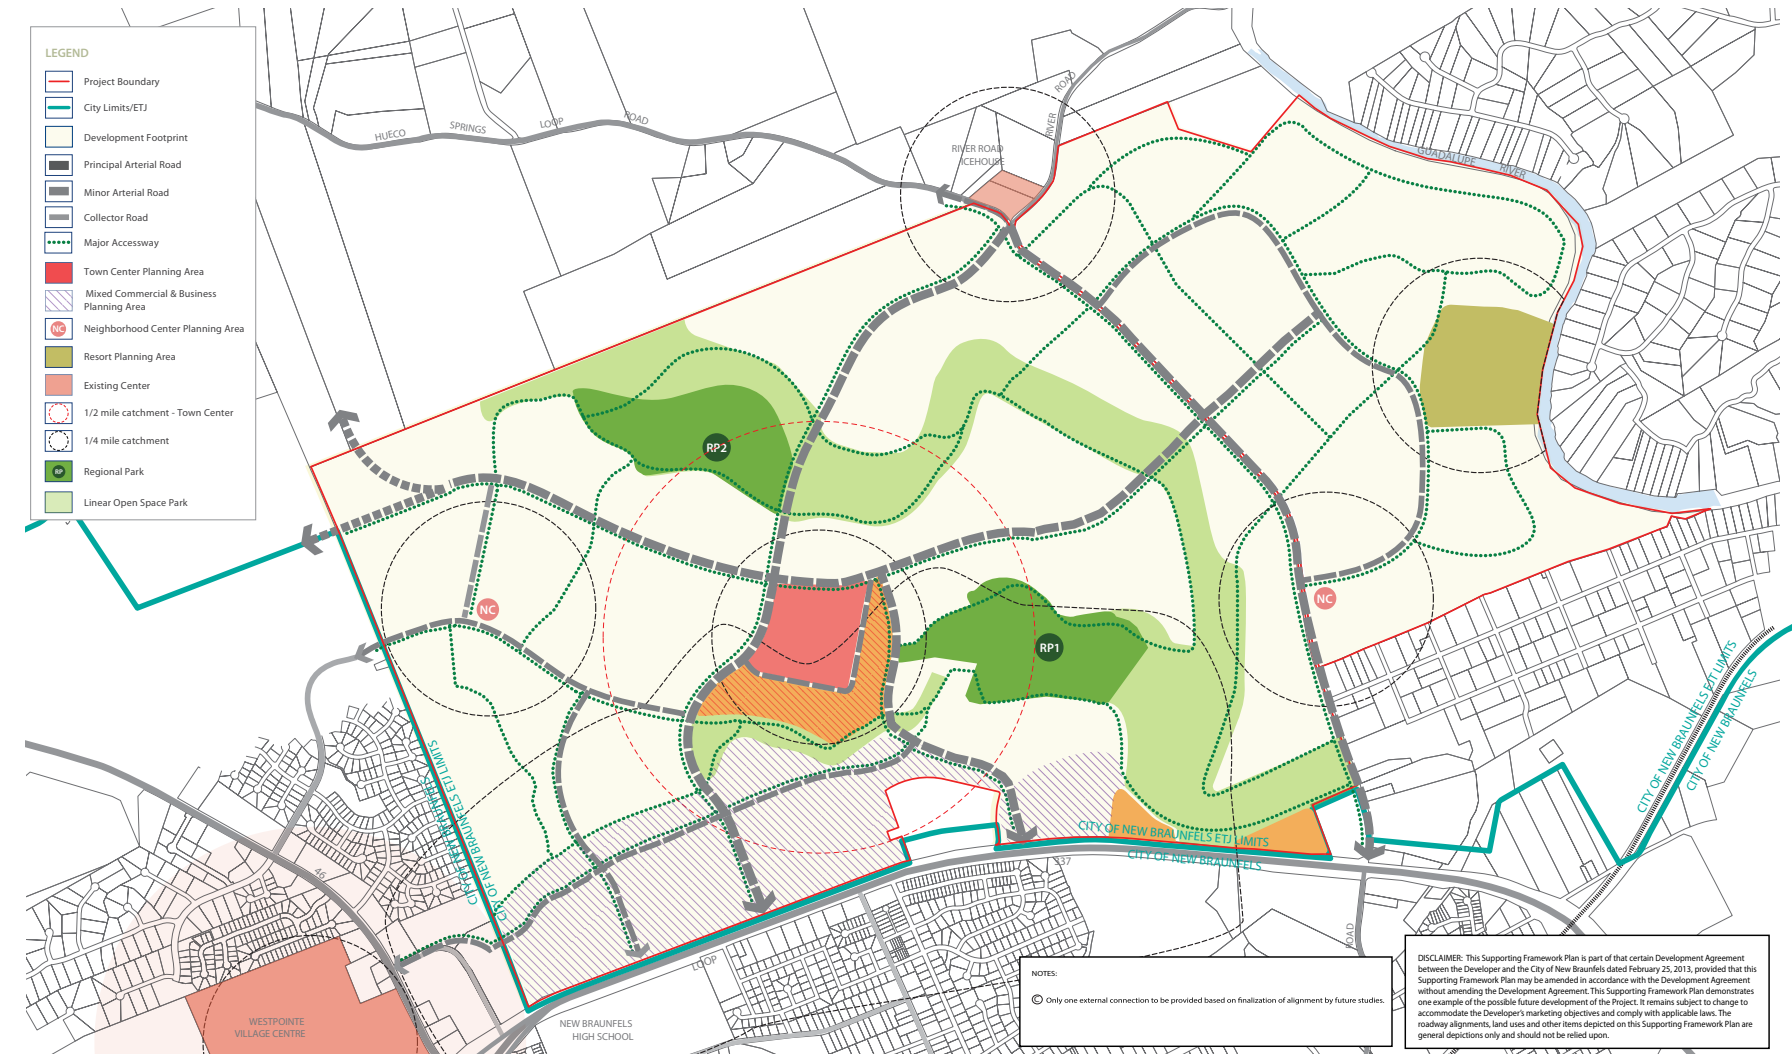 LEGEND
Project Boundary
City Limits/ETJ
Development Footprint
Principal Arterial Road
Minor Arterial Road
Collector Road
Major Accessway
Town Center Planning Area
Mixed Commercial & Business
Planning Area
NC
Neighborhood Center Planning Area
Resort Planning Area
Existing Center
1/2 mile catchment - Town Center
1/4 mile catchment
RP
Regional Park
Linear Open Space Park
HUECO SPRINGS LOOP ROAD
RIVER ROAD
RIVER ROAD
ICEHOUSE
GUADALUPE RIVER
RP2
NC
RP1
NC
CITY OF NEW BRAUNFELS ETJ LIMITS
CITY OF NEW BRAUNFELS
CITY OF NEW BRAUNFELS ETJ LIMITS
CITY OF NEW BRAUNFELS
CITY OF NEW BRAUNFELS ETJ LIMITS
CITY OF NEW BRAUNFELS
46
337
LOOP
ROAD
WESTPOINTE
VILLAGE CENTRE
NEW BRAUNFELS
HIGH SCHOOL
NOTES:
© Only one external connection to be provided based on finalization of alignment by future studies.
DISCLAIMER: This Supporting Framework Plan is part of that certain Development Agreement
between the Developer and the City of New Braunfels dated February 25, 2013, provided that this
Supporting Framework Plan may be amended in accordance with the Development Agreement
without amending the Development Agreement. This Supporting Framework Plan demonstrates
one example of the possible future development of the Project. It remains subject to change to
accommodate the Developer's marketing objectives and comply with applicable laws. The
roadway alignments, land uses and other items depicted on this Supporting Framework Plan are
general depictions only and should not be relied upon.